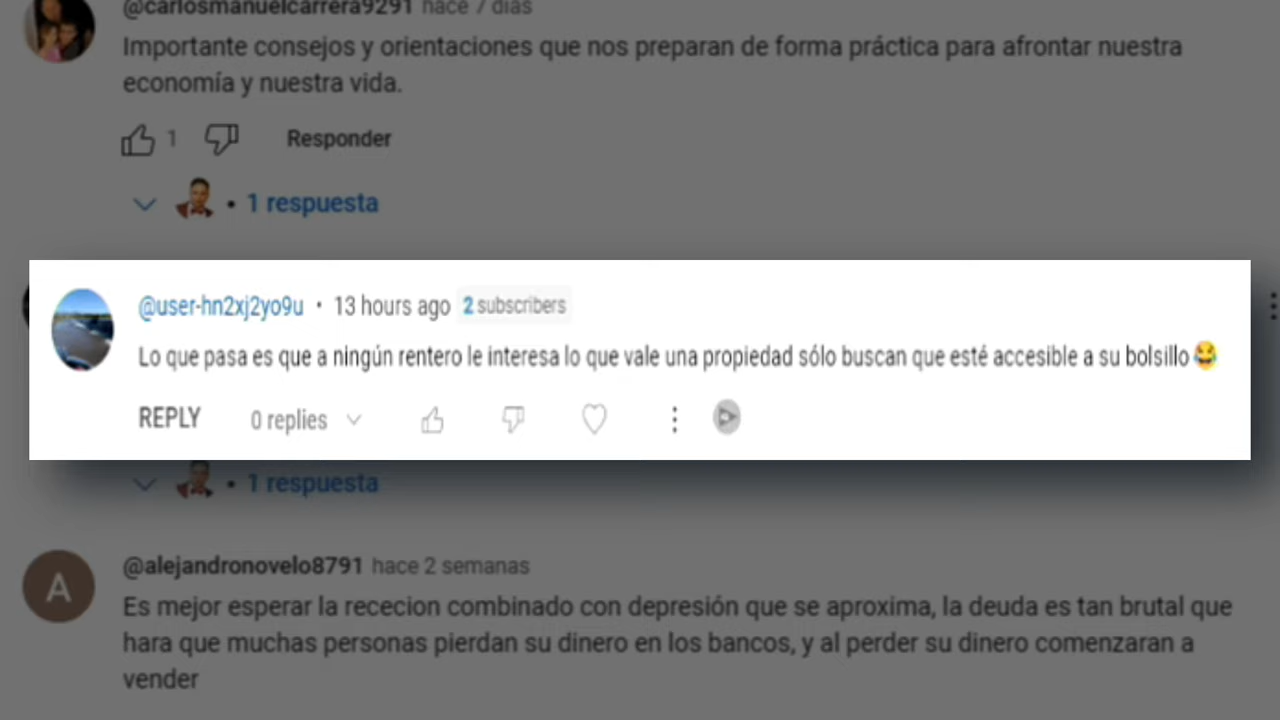 @carlosmanuelcarrera9291 hace 7 días
Importante consejos y orientaciones que nos preparan de forma práctica para afrontar nuestra
economía y nuestra vida.
1 Responder
• 1 respuesta
@user-hn2xj2yo9u • 13 hours ago 2 subscribers
Lo que pasa es que a ningún rentero le interesa lo que vale una propiedad sólo buscan que esté accesible a su bolsillo 😆
REPLY 0 replies
• 1 respuesta
A
@alejandronovelo8791 hace 2 semanas
Es mejor esperar la rececion combinado con depresión que se aproxima, la deuda es tan brutal que
hara que muchas personas pierdan su dinero en los bancos, y al perder su dinero comenzaran a
vender